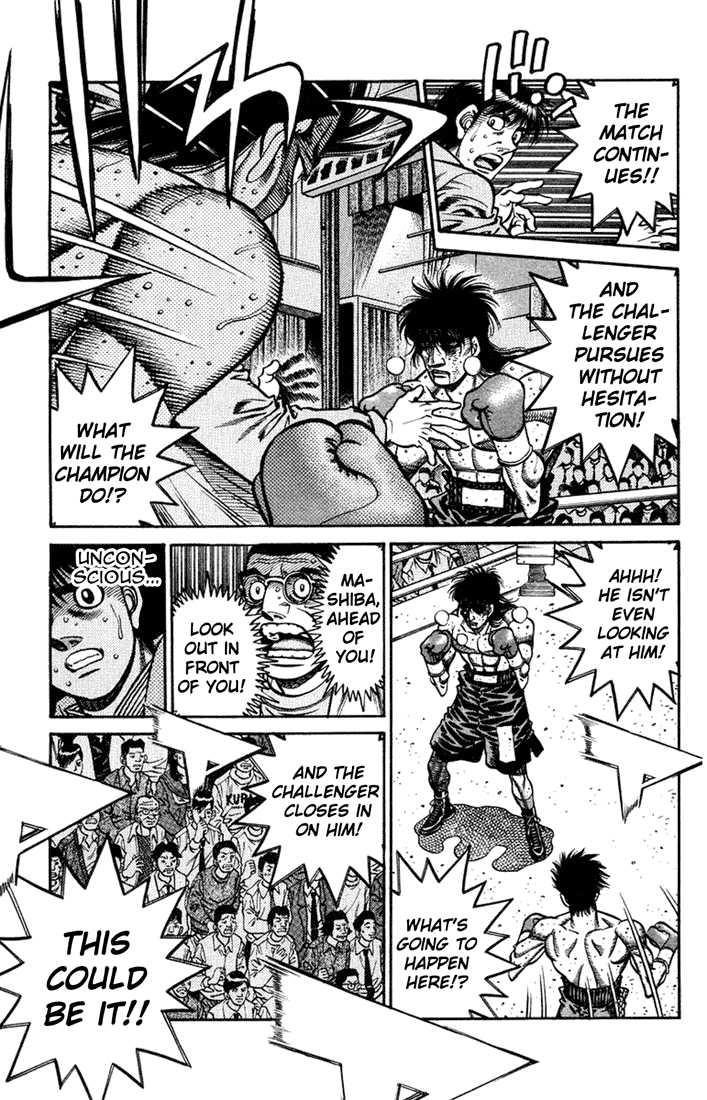 THE
MATCH
CONTIN-
UES!!
AND
THE CHAL-
LENGER
PURSUES
WITHOUT
HESITA-
TION!
WHAT
WILL THE
CHAMPION
DO!?
AHHH!
HE ISN'T
EVEN
LOOKING
AT HIM!
MA-
SHIBA,
AHEAD
OF
YOU!
LOOK
OUT IN
FRONT
OF YOU!
UNCON-
SCIOUS...
WHAT'S
GOING TO
HAPPEN
HERE!?
AND THE
CHALLENGER
CLOSES IN
ON HIM!
THIS
COULD
BE IT!!